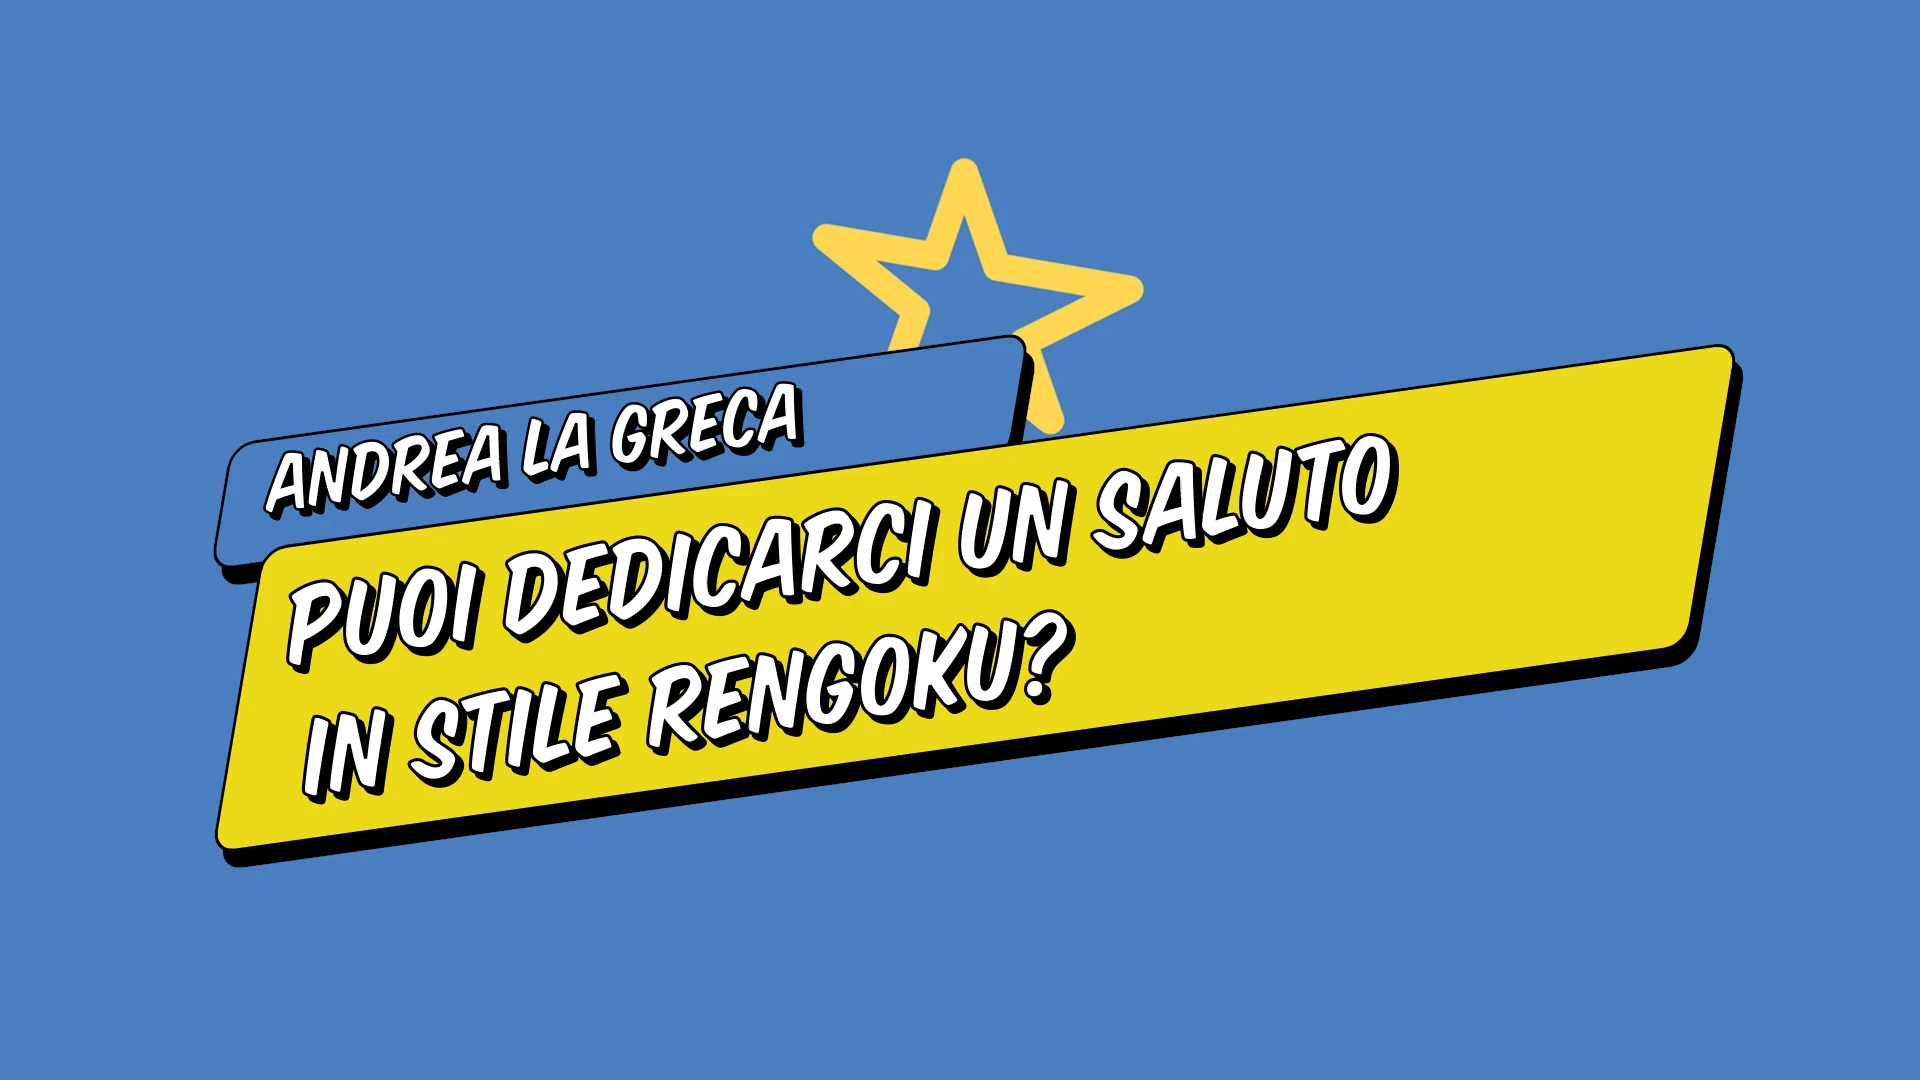 ANDREA LA GRECA
PUOI DEDICARCI UN SALUTO
IN STILE RENGOKU?